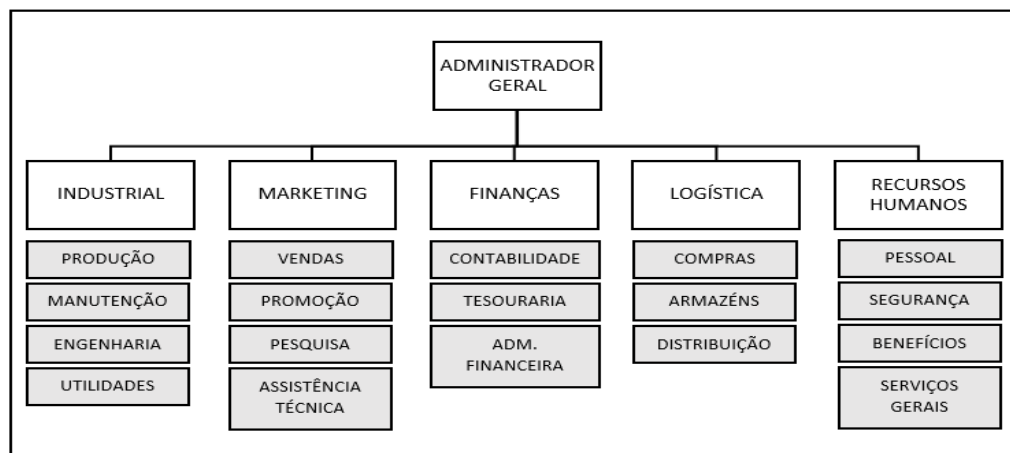 ADMINISTRADOR
GERAL
INDUSTRIAL
MARKETING
FINANÇAS
LOGÍSTICA
RECURSOS
HUMANOS
PRODUÇÃO
MANUTENÇÃO
ENGENHARIA
UTILIDADES
VENDAS
PROMOÇÃO
PESQUISA
ASSISTÊNCIA
TÉCNICA
CONTABILIDADE
TESOURARIA
ADM.
FINANCEIRA
COMPRAS
ARMAZÉNS
DISTRIBUIÇÃO
PESSOAL
SEGURANÇA
BENEFÍCIOS
SERVIÇOS
GERAIS